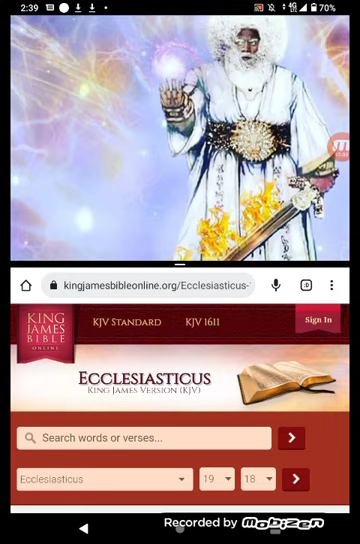 2:39
4G
70%
kingjamesbibleonline.org/Ecclesiasticus-
:D
KING
JAMES
BIBLE
ONLINE
KJV STANDARD
KJV 1611
Sign In
ECCLESIASTICUS
KING JAMES VERSION (KJV)
Search words or verses...
Ecclesiasticus
19
18
Recorded by Mobizen